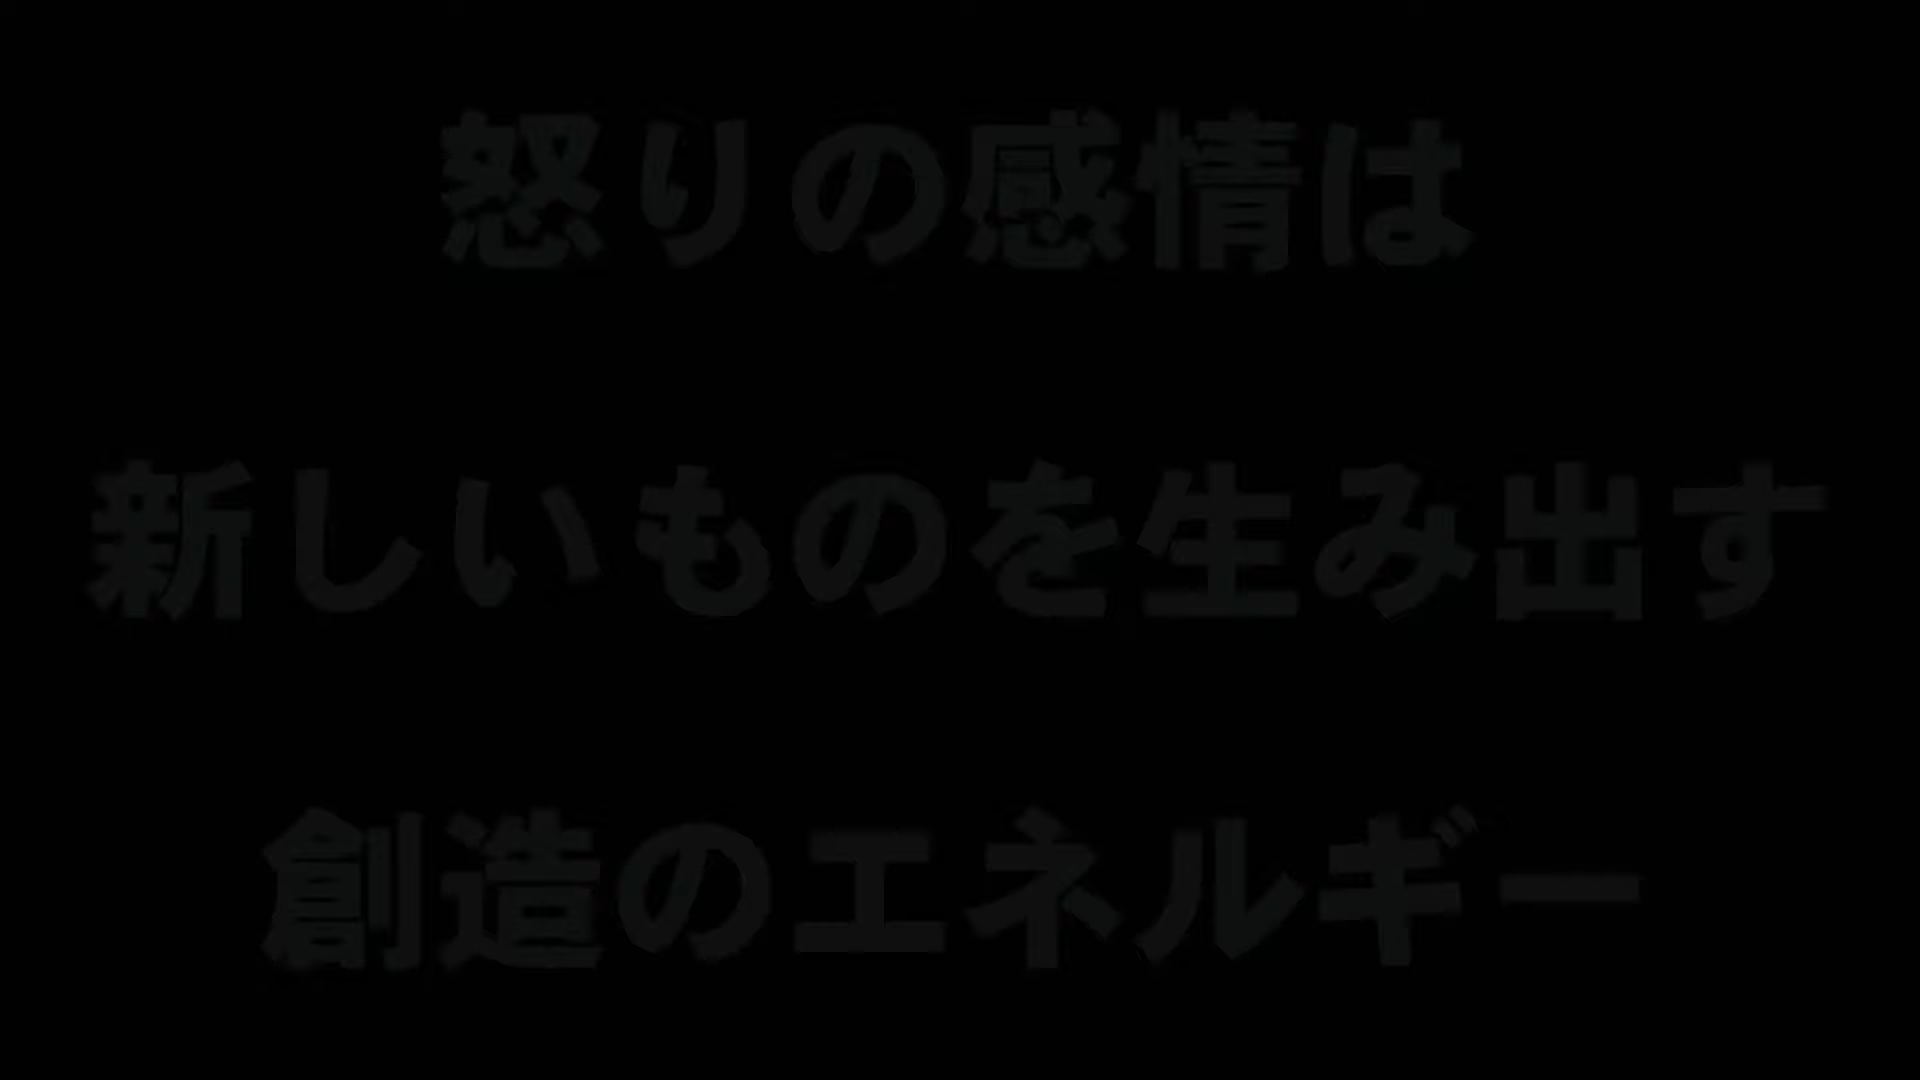 怒りの感情は
新しいものを生み出す
創造のエネルギー